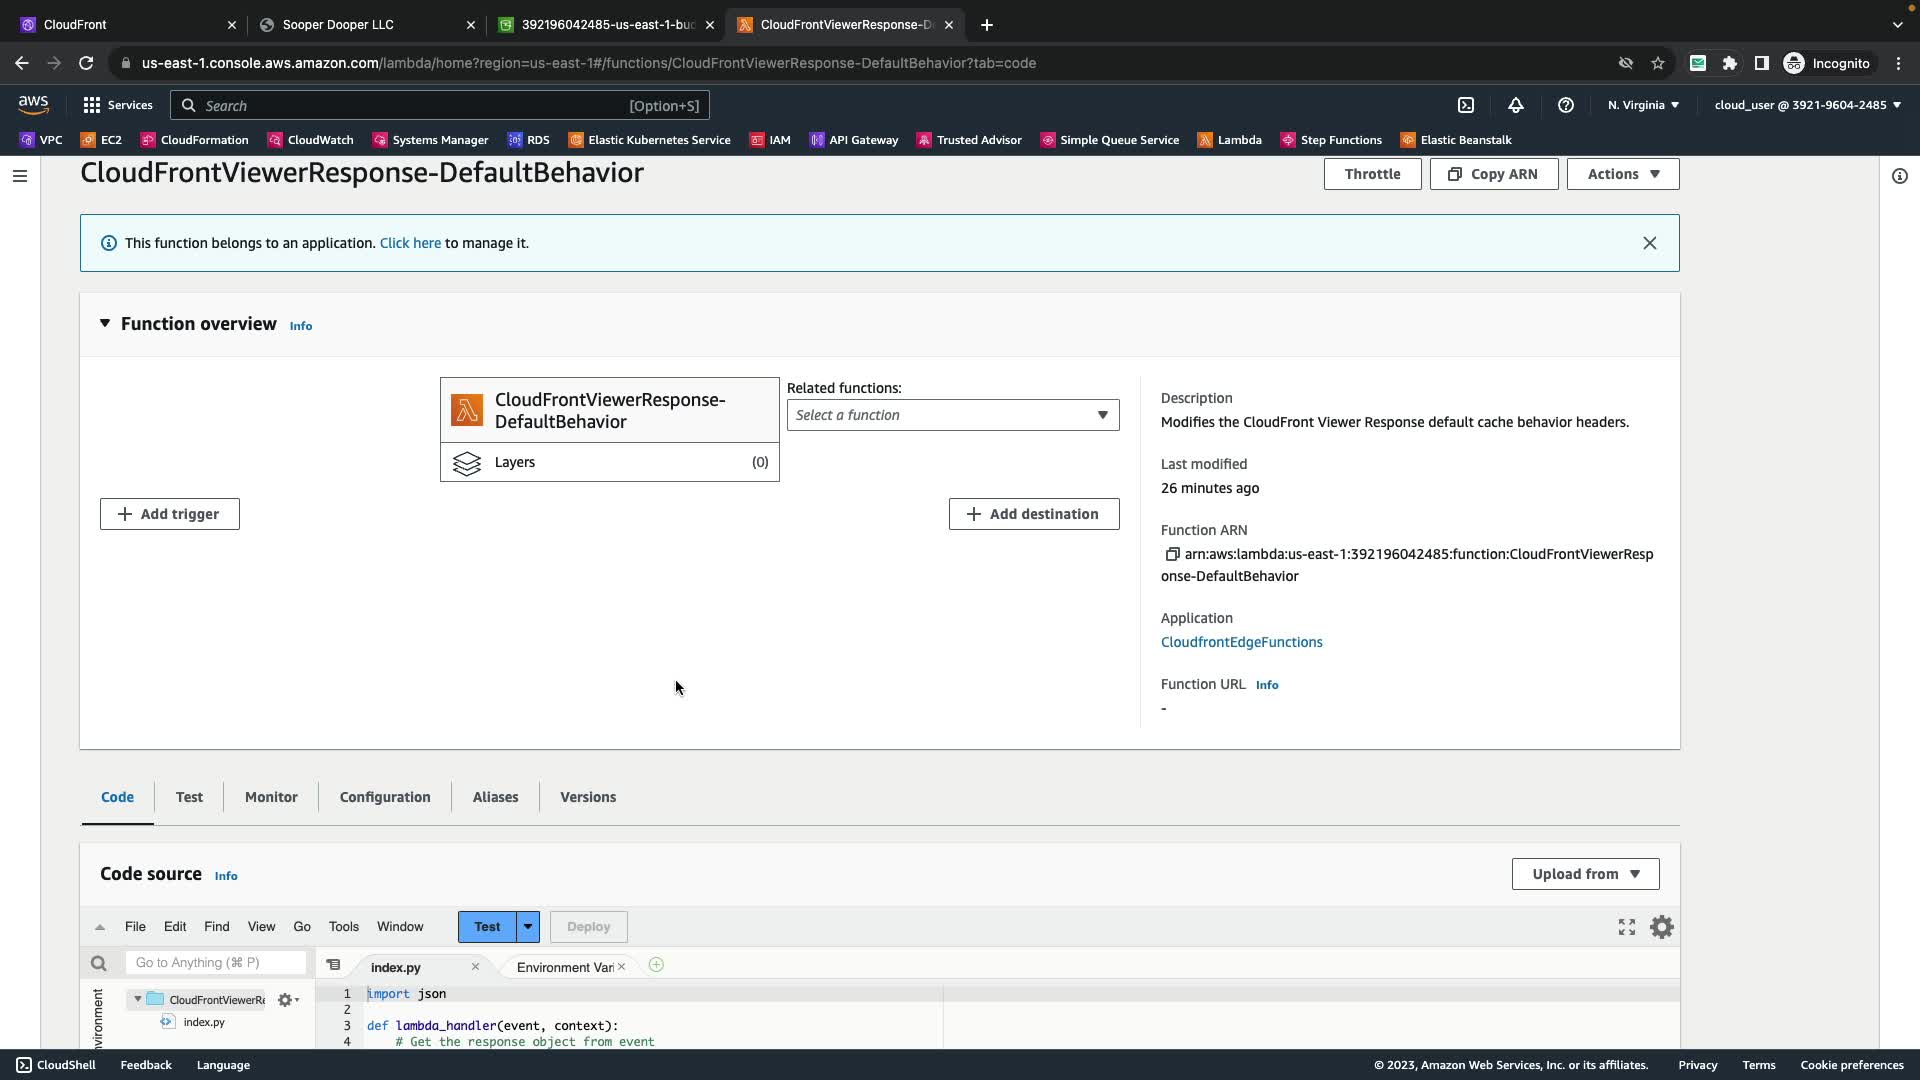 CloudFront
Sooper Dooper LLC
392196042485-us-east-1-buc
CloudFrontViewerResponse-De
us-east-1.console.aws.amazon.com/lambda/home?region=us-east-1#/functions/CloudFrontViewerResponse-DefaultBehavior?tab=code
Incognito
aws
Services
Search
[Option+S]
N. Virginia
cloud_user @ 3921-9604-2485
VPC
EC2
CloudFormation
CloudWatch
Systems Manager
RDS
Elastic Kubernetes Service
IAM
API Gateway
Trusted Advisor
Simple Queue Service
Lambda
Step Functions
Elastic Beanstalk
CloudFrontViewerResponse-DefaultBehavior
Throttle
Copy ARN
Actions
This function belongs to an application. Click here to manage it.
Function overview Info
CloudFrontViewerResponse-
DefaultBehavior
Layers (0)
Related functions:
Select a function
Add trigger
Add destination
Description
Modifies the CloudFront Viewer Response default cache behavior headers.
Last modified
26 minutes ago
Function ARN
arn:aws:lambda:us-east-1:392196042485:function:CloudFrontViewerResp
onse-DefaultBehavior
Application
CloudfrontEdgeFunctions
Function URL Info
-
Code
Test
Monitor
Configuration
Aliases
Versions
Code source Info
Upload from
File
Edit
Find
View
Go
Tools
Window
Test
Deploy
Go to Anything (⌘ P)
index.py
Environment Vari
CloudFrontViewerRe
index.py
vironment
1 import json
2
3 def lambda_handler(event, context):
4 # Get the response object from event
CloudShell
Feedback
Language
© 2023, Amazon Web Services, Inc. or its affiliates.
Privacy
Terms
Cookie preferences